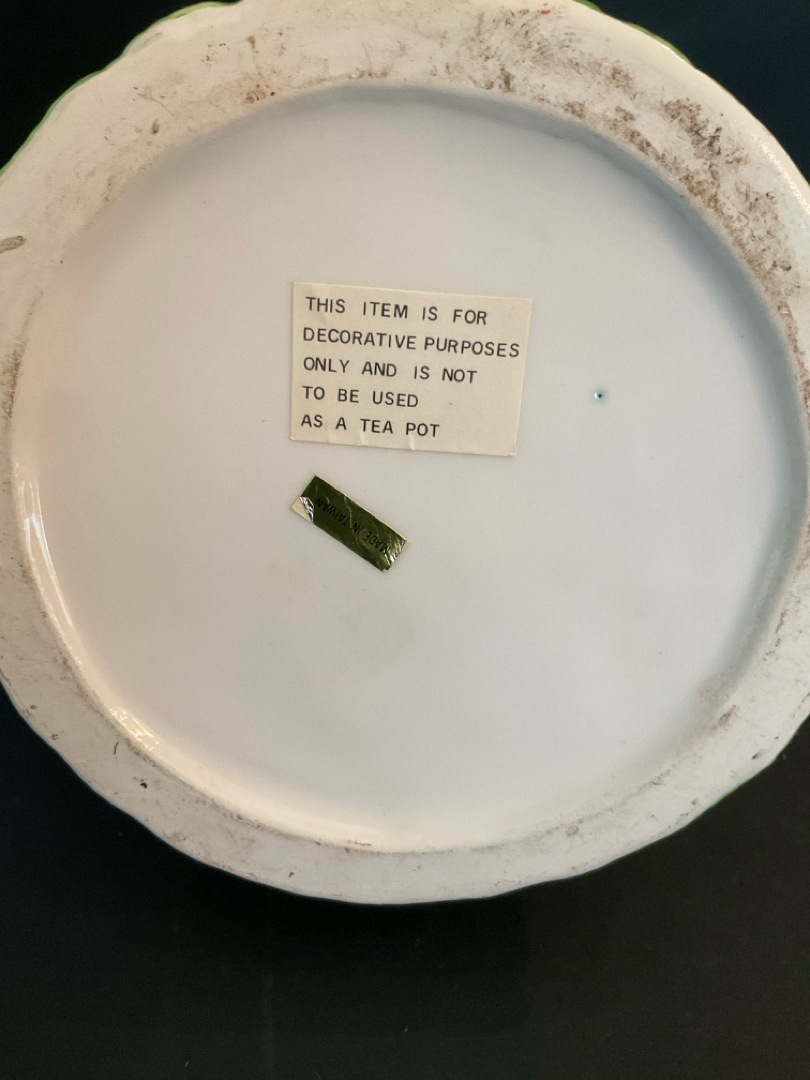 THIS ITEM IS FOR
DECORATIVE PURPOSES
ONLY AND IS NOT
TO BE USED
AS A TEA POT
MADE IN TAIWAN